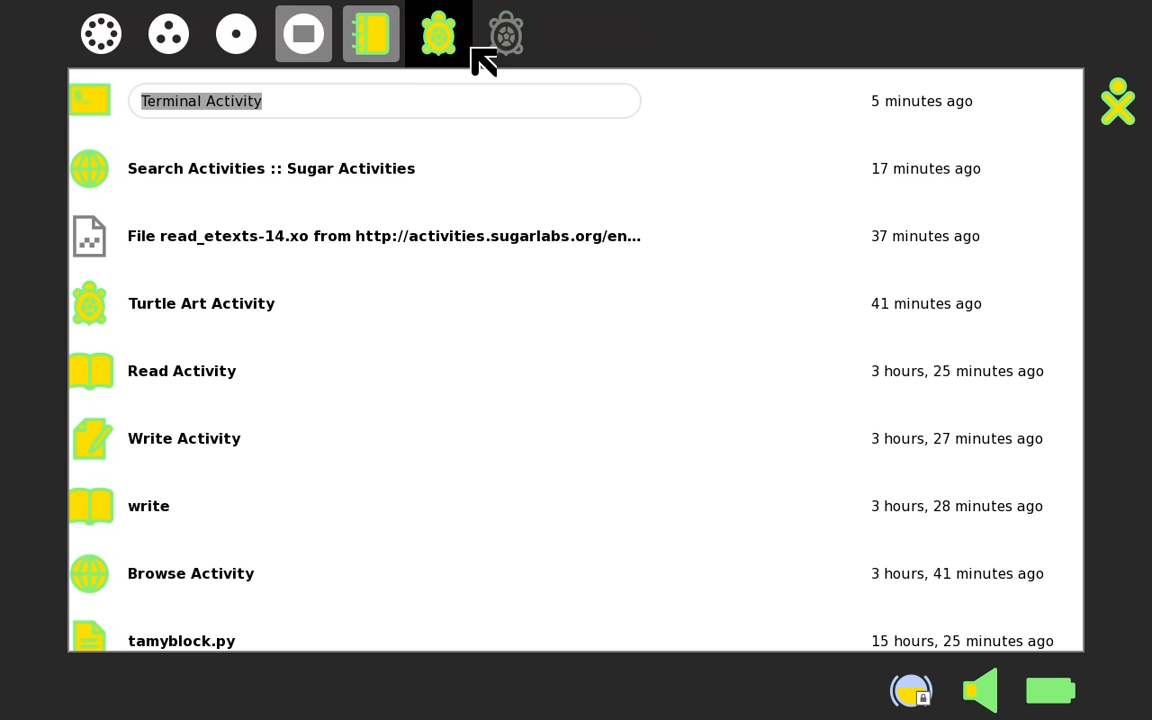 Terminal Activity 5 minutes ago
Search Activities :: Sugar Activities 17 minutes ago
File read_etexts-14.xo from http://activities.sugarlabs.org/en... 37 minutes ago
Turtle Art Activity 41 minutes ago
Read Activity 3 hours, 25 minutes ago
Write Activity 3 hours, 27 minutes ago
write 3 hours, 28 minutes ago
Browse Activity 3 hours, 41 minutes ago
tamyblock.py 15 hours, 25 minutes ago